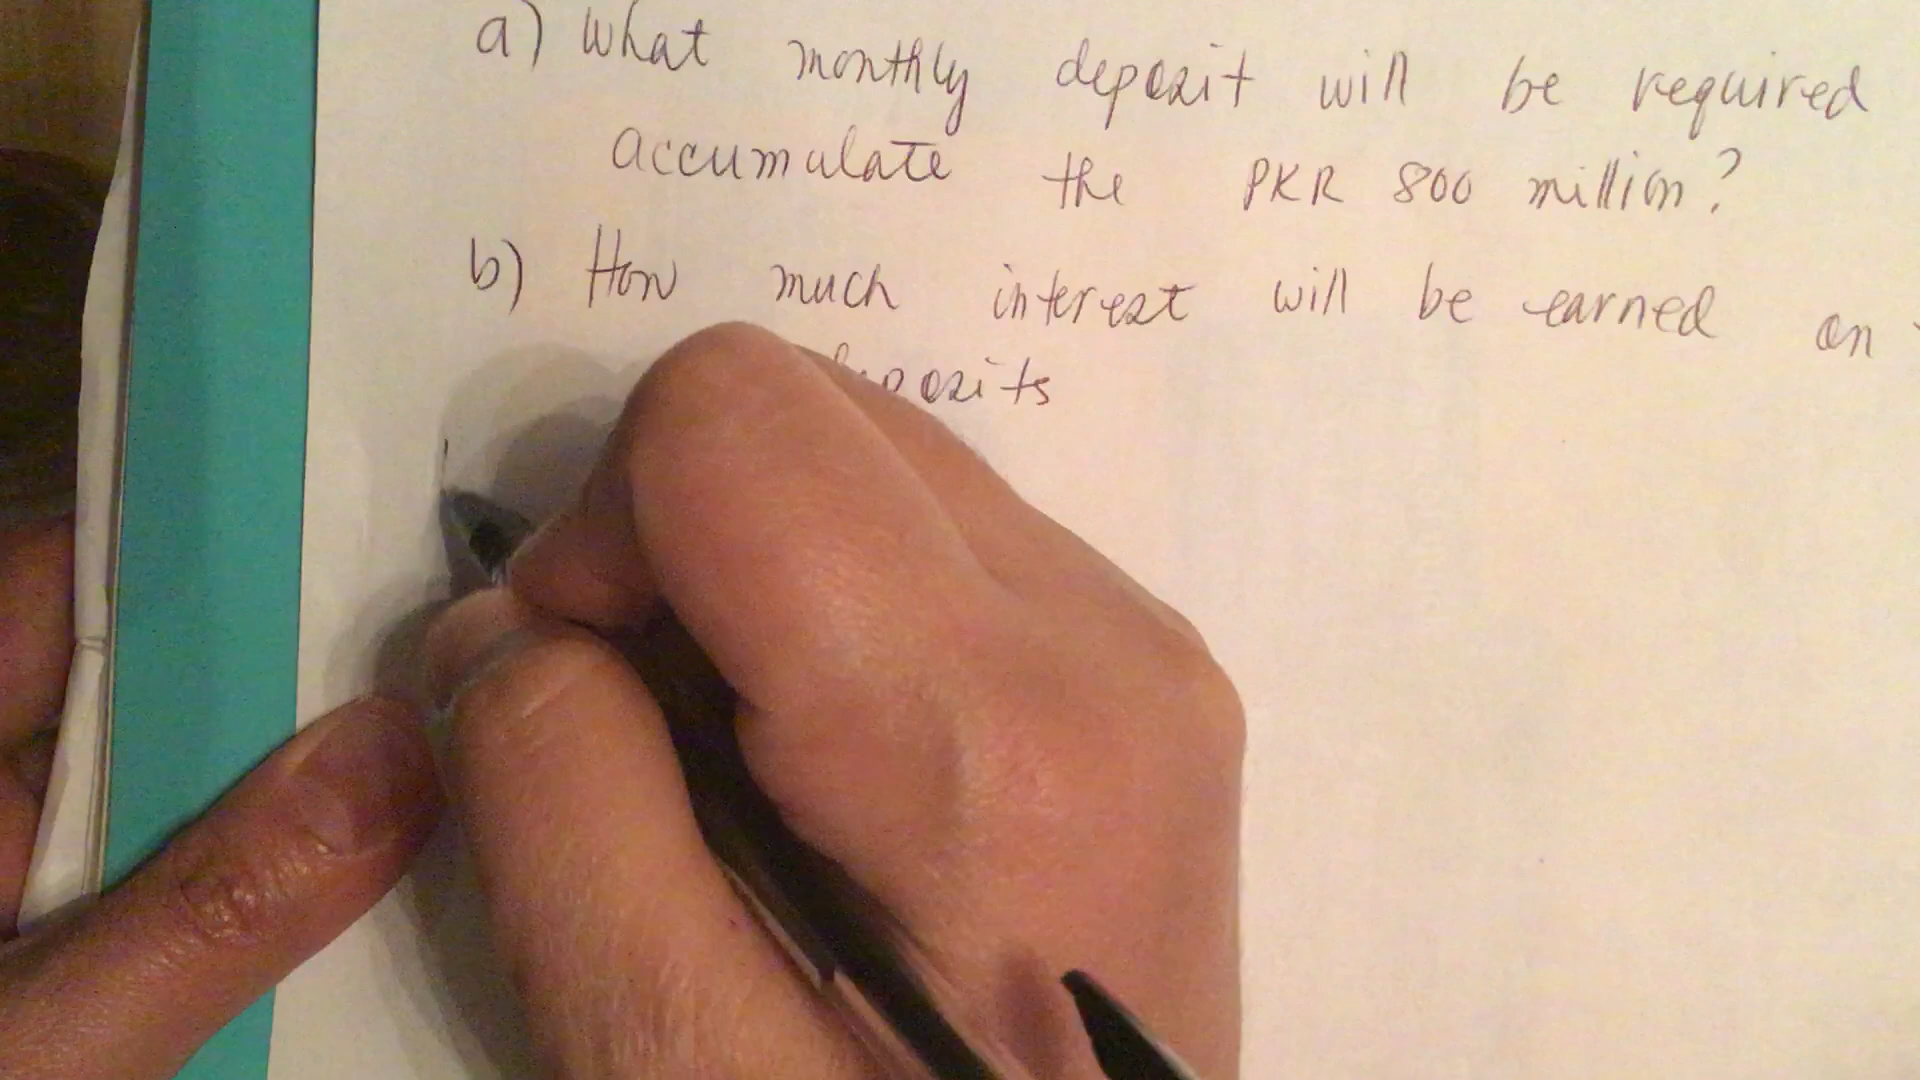 a) What monthly deposit will be required
accumulate the PKR 800 million?
b) How much interest will be earned on